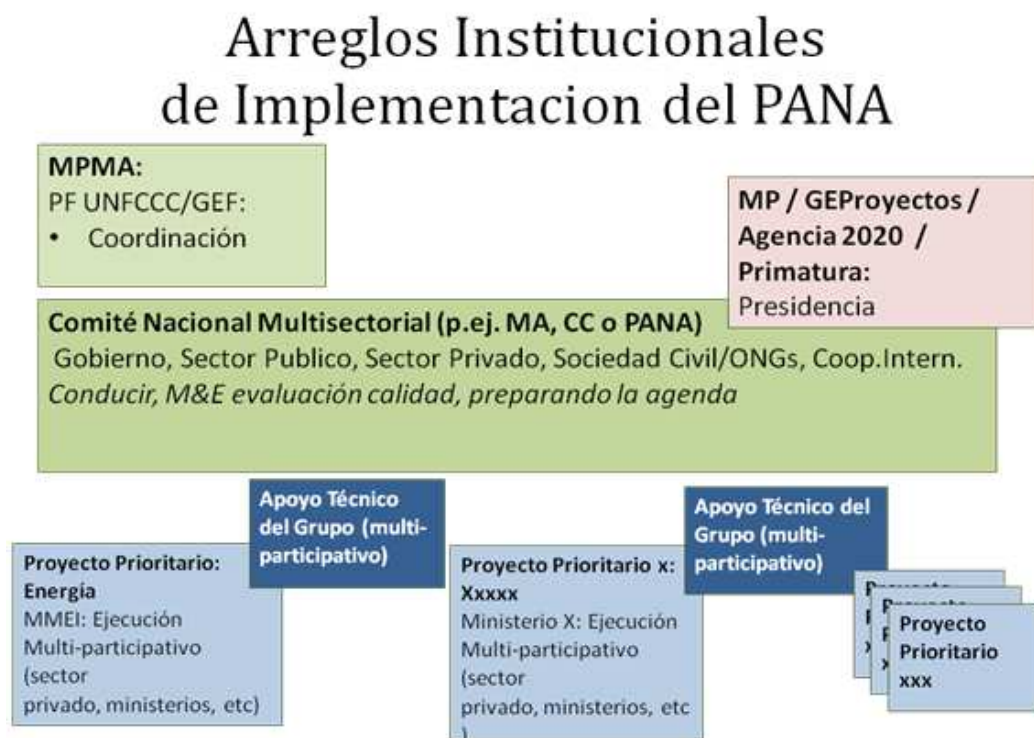 Arreglos Institucionales
de Implementacion del PANA
MPMA:
PF UNFCCC/GEF:
• Coordinación
MP / GEProyectos /
Agencia 2020 /
Primatura:
Presidencia
Comité Nacional Multisectorial (p.ej. MA, CC o PANA)
Gobierno, Sector Publico, Sector Privado, Sociedad Civil/ONGs, Coop.Intern.
Conducir, M&E evaluación calidad, preparando la agenda
Apoyo Técnico
del Grupo (multi-
participativo)
Proyecto Prioritario:
Energía
MMEI: Ejecución
Multi-participativo
(sector
privado, ministerios, etc)
Apoyo Técnico del
Grupo (multi-
participativo)
Proyecto Prioritario x:
Xxxxx
Ministerio X: Ejecución
Multi-participativo
(sector
privado, ministerios, etc
)
Proyecto
Prioritario
xxx